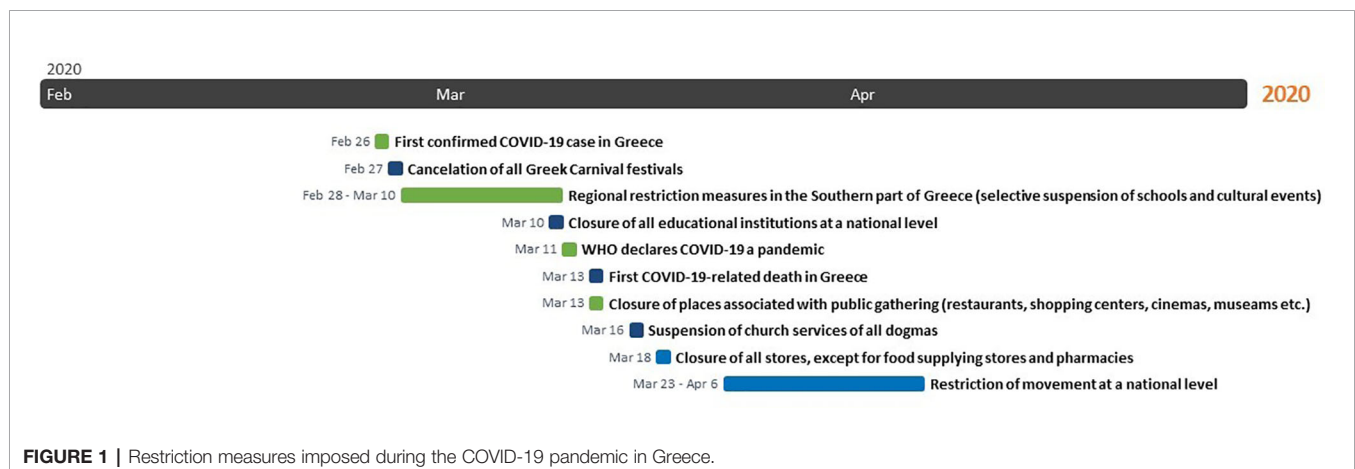 2020
Feb Mar Apr 2020
Feb 26 First confirmed COVID-19 case in Greece
Feb 27 Cancelation of all Greek Carnival festivals
Feb 28 - Mar 10 Regional restriction measures in the Southern part of Greece (selective suspension of schools and cultural events)
Mar 10 Closure of all educational institutions at a national level
Mar 11 WHO declares COVID-19 a pandemic
Mar 13 First COVID-19-related death in Greece
Mar 13 Closure of places associated with public gathering (restaurants, shopping centers, cinemas, museams etc.)
Mar 16 Suspension of church services of all dogmas
Mar 18 Closure of all stores, except for food supplying stores and pharmacies
Mar 23 - Apr 6 Restriction of movement at a national level
FIGURE 1 | Restriction measures imposed during the COVID-19 pandemic in Greece.